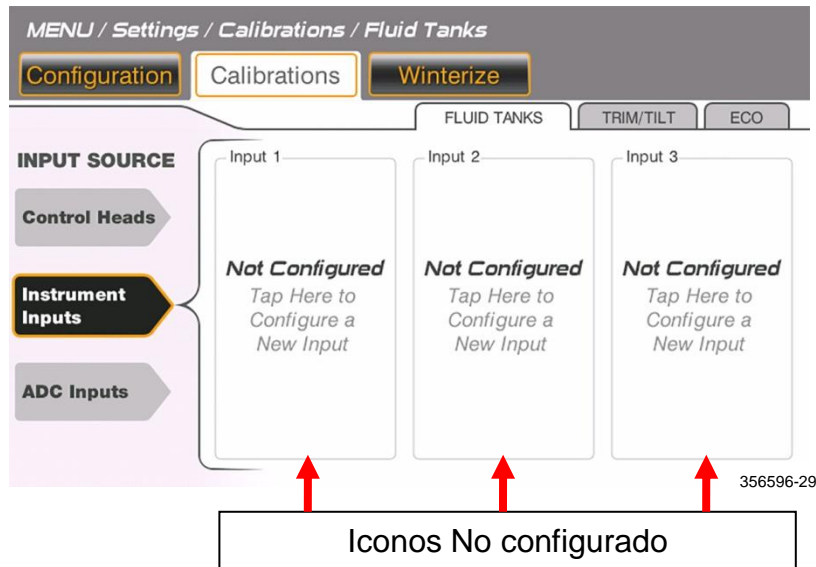 MENU / Settings / Calibrations / Fluid Tanks
Configuration Calibrations Winterize
FLUID TANKS TRIM/TILT ECO
INPUT SOURCE
Control Heads
Instrument
Inputs
ADC Inputs
Input 1
Not Configured
Tap Here to
Configure a
New Input
Input 2
Not Configured
Tap Here to
Configure a
New Input
Input 3
Not Configured
Tap Here to
Configure a
New Input
356596-29
Iconos No configurado